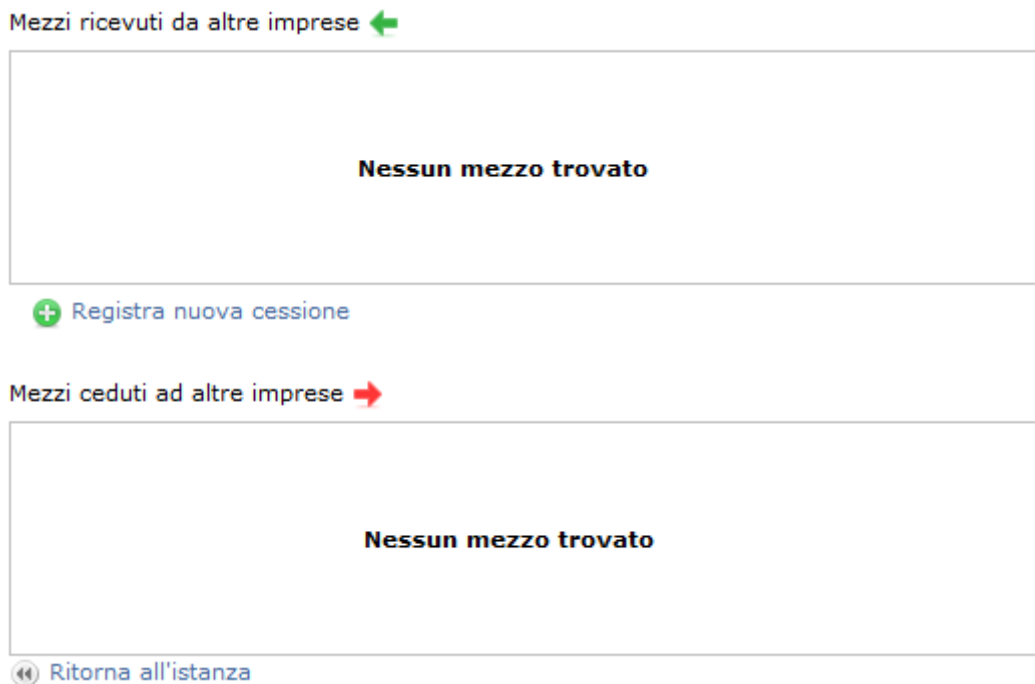 Mezzi ricevuti da altre imprese
Nessun mezzo trovato
Registra nuova cessione
Mezzi ceduti ad altre imprese
Nessun mezzo trovato
Ritorna all'istanza